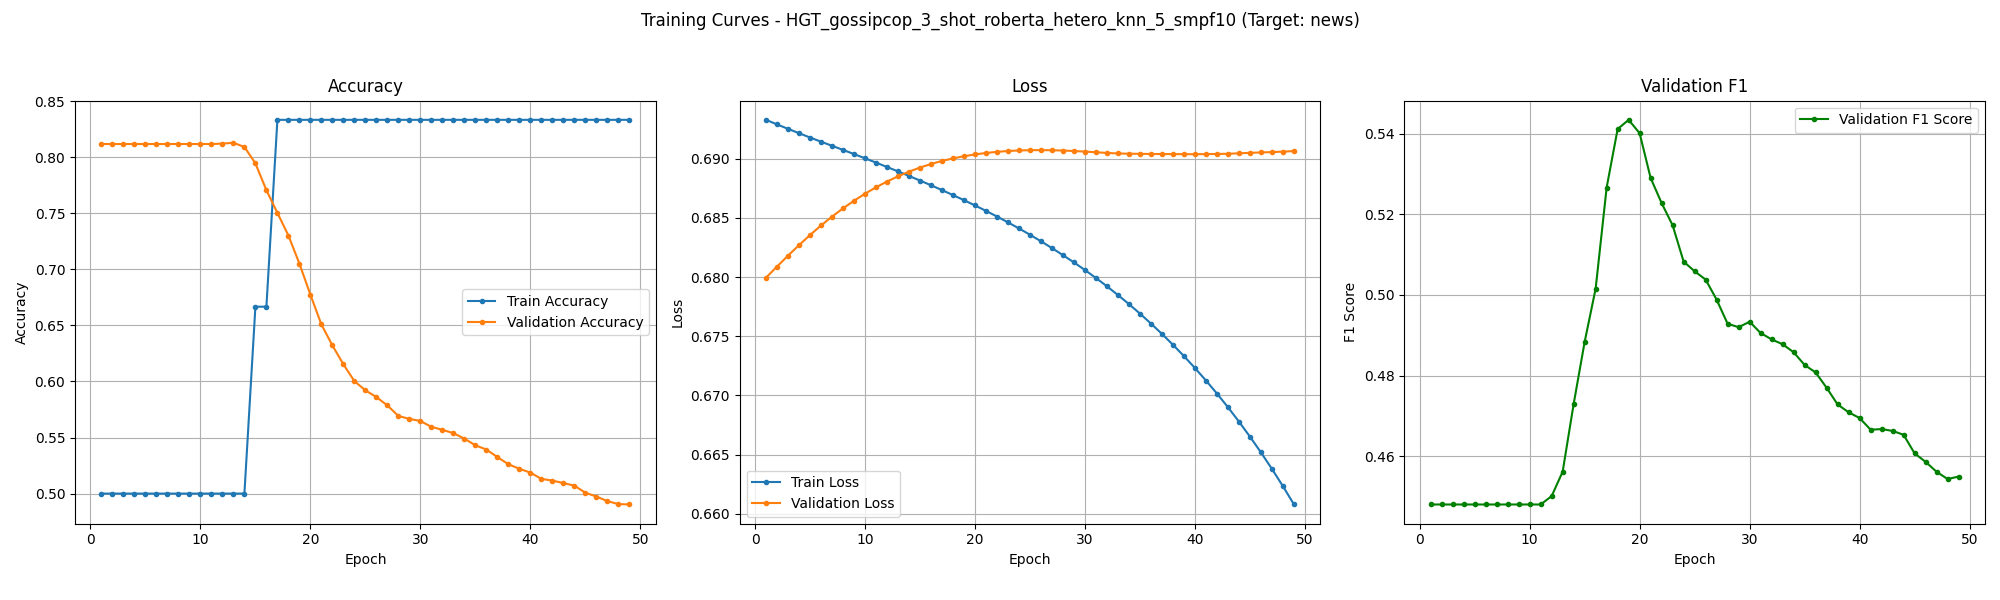 Training Curves - HGT_gossipcop_3_shot_roberta_hetero_knn_5_smpf10 (Target: news)
Accuracy
0.85
0.80
0.75
0.70
0.65
0.60
0.55
0.50
Accuracy
Train Accuracy
Validation Accuracy
0 10 20 30 40 50
Epoch
Loss
0.690
0.685
0.680
0.675
0.670
0.665
0.660
Loss
Train Loss
Validation Loss
0 10 20 30 40 50
Epoch
Validation F1
0.54
0.52
0.50
0.48
0.46
F1 Score
Validation F1 Score
0 10 20 30 40 50
Epoch